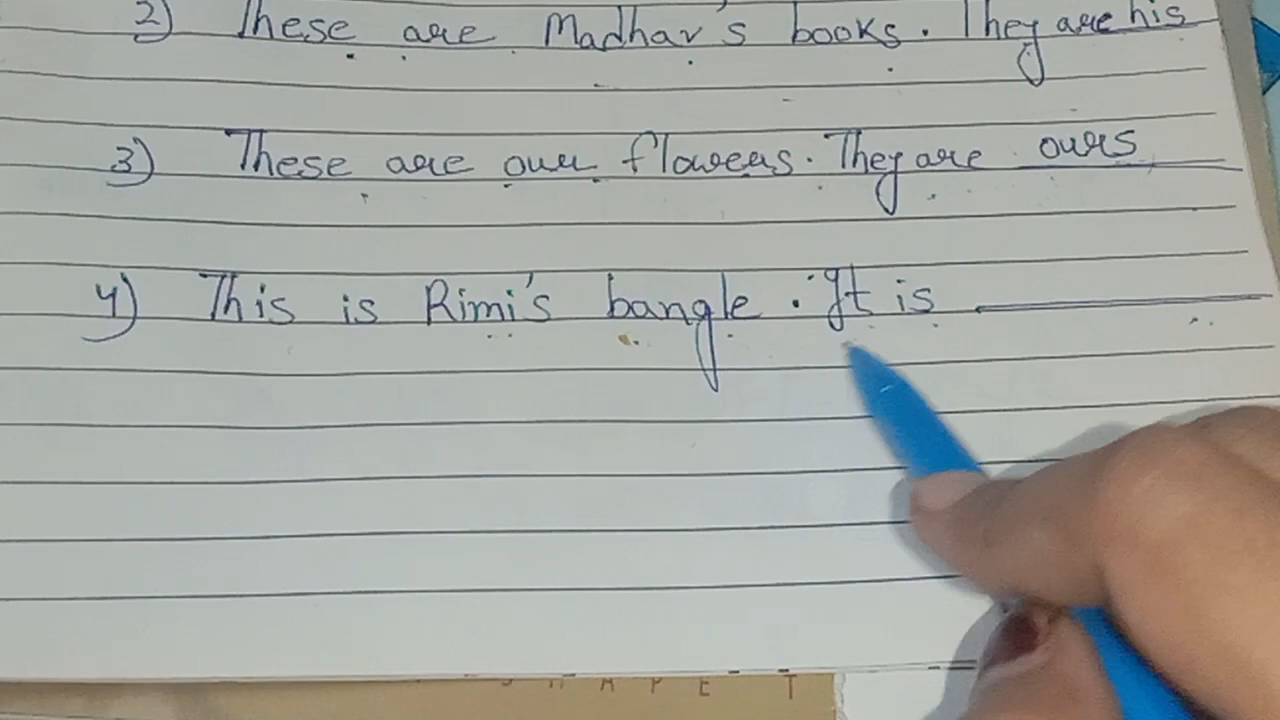 2) These are Madhav's books. They are his
3) These are our flowers. They are ours
4) This is Rimi's bangle. It is